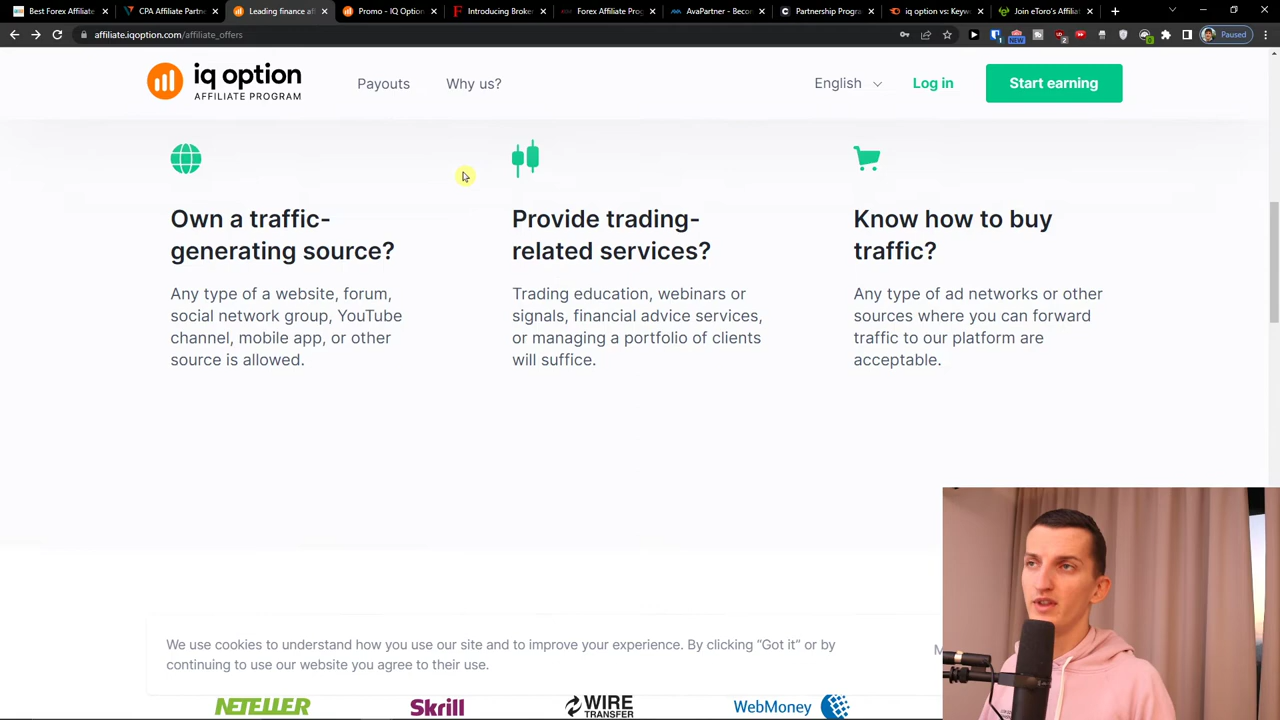 Best Forex Affiliate
CPA Affiliate Partne
Leading finance aff
Promo - IQ Option
Introducing Broker
Forex Affiliate Prog
AvaPartner - Becon
Partnership Progra
iq option vs: Keyw
Join eToro's Affilia
affiliate.iqoption.com/affiliate_offers
Paused
iq option
AFFILIATE PROGRAM
Payouts
Why us?
English
Log in
Start earning
Own a traffic-
generating source?
Any type of a website, forum,
social network group, YouTube
channel, mobile app, or other
source is allowed.
Provide trading-
related services?
Trading education, webinars or
signals, financial advice services,
or managing a portfolio of clients
will suffice.
Know how to buy
traffic?
Any type of ad networks or other
sources where you can forward
traffic to our platform are
acceptable.
We use cookies to understand how you use our site and to improve your experience. By clicking “Got it” or by
continuing to use our website you agree to their use.
NETELLER
Skrill
WIRE
TRANSFER
WebMoney